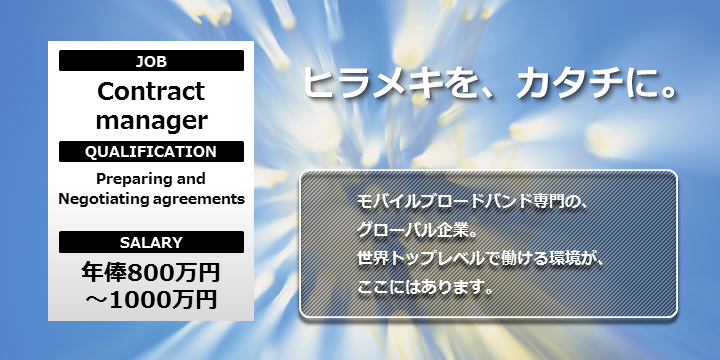 JOB
Contract
manager
QUALIFICATION
Preparing and
Negotiating agreements
SALARY
年俸800万円
～1000万円
ヒラメキを、カタチに。
モバイルブロードバンド専門の、
グローバル企業。
世界トップレベルで働ける環境が、
ここにはあります。